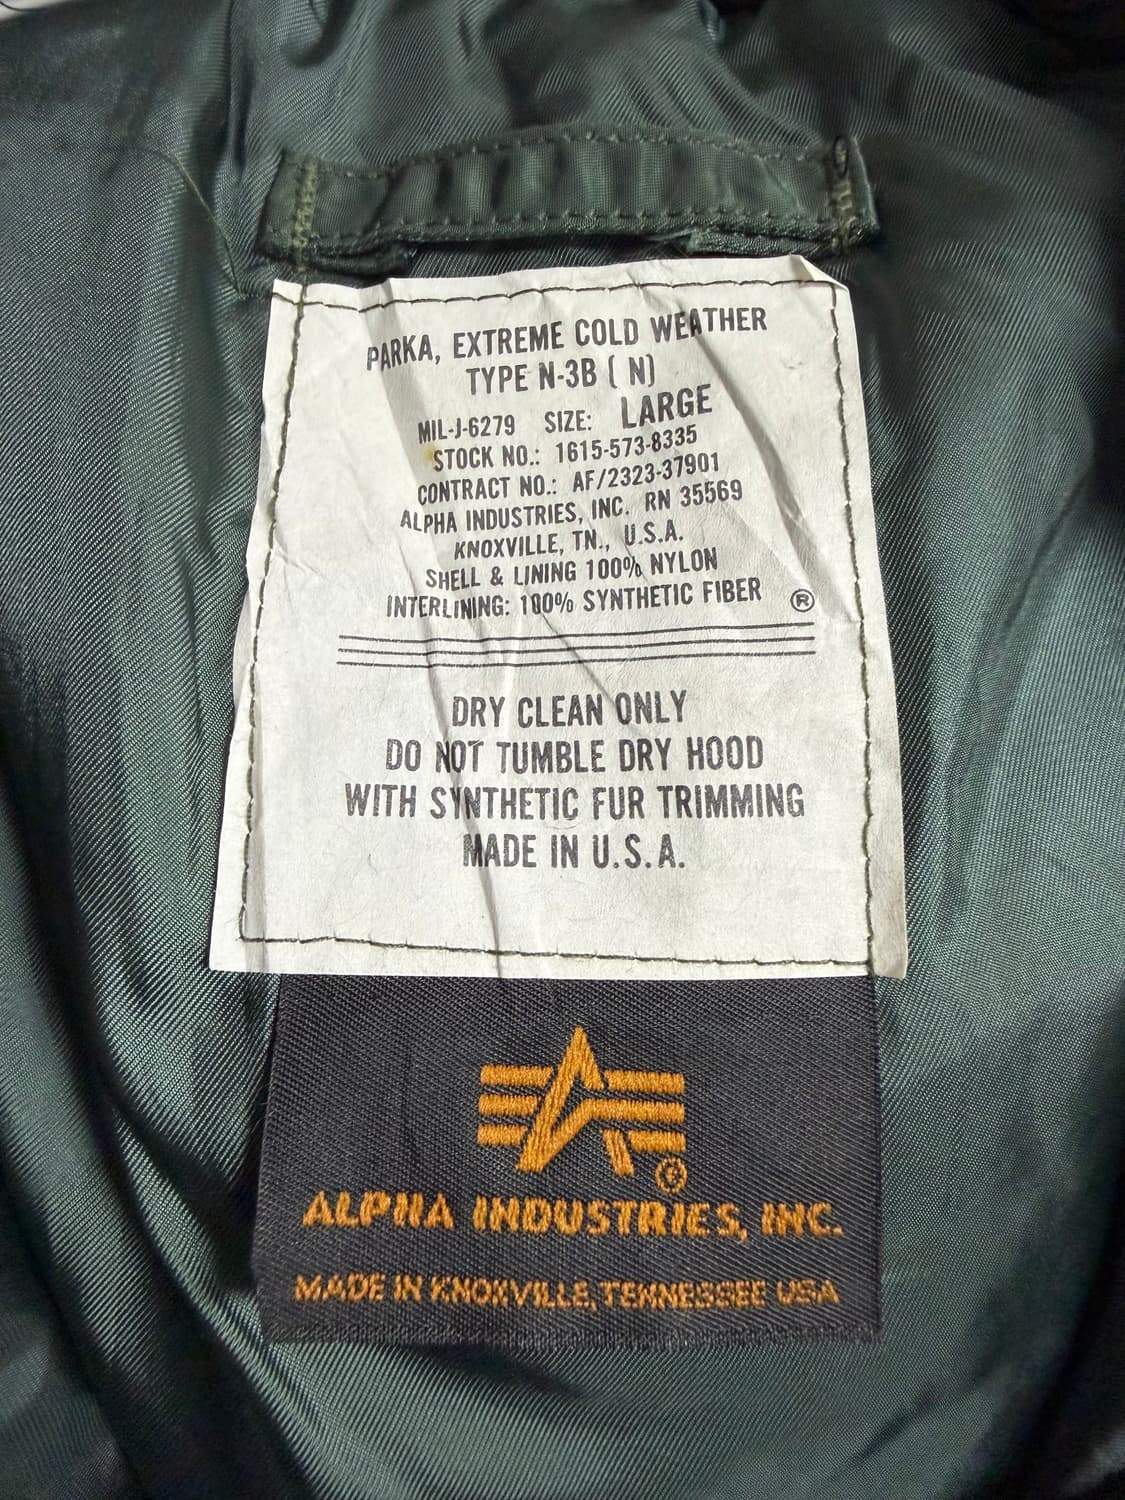 PARKA, EXTREME COLD WEATHER
TYPE N-3B ( N)
MIL-J-6279 SIZE: LARGE
STOCK NO.: 1615-573-8335
CONTRACT NO.: AF/2323-37901
ALPHA INDUSTRIES, INC. RN 35569
KNOXVILLE, TN., U.S.A.
SHELL & LINING 100% NYLON
INTERLINING: 100% SYNTHETIC FIBER ®
DRY CLEAN ONLY
DO NOT TUMBLE DRY HOOD
WITH SYNTHETIC FUR TRIMMING
MADE IN U.S.A.
®
ALPHA INDUSTRIES, INC.
MADE IN KNOXVILLE, TENNESSEE USA